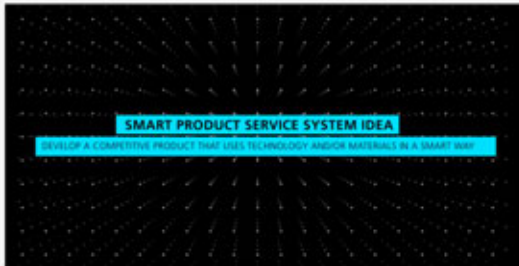 SMART PRODUCT SERVICE SYSTEM IDEA
DEVELOP A COMPETITIVE PRODUCT THAT USES TECHNOLOGY AND/OR MATERIALS IN A SMART WAY